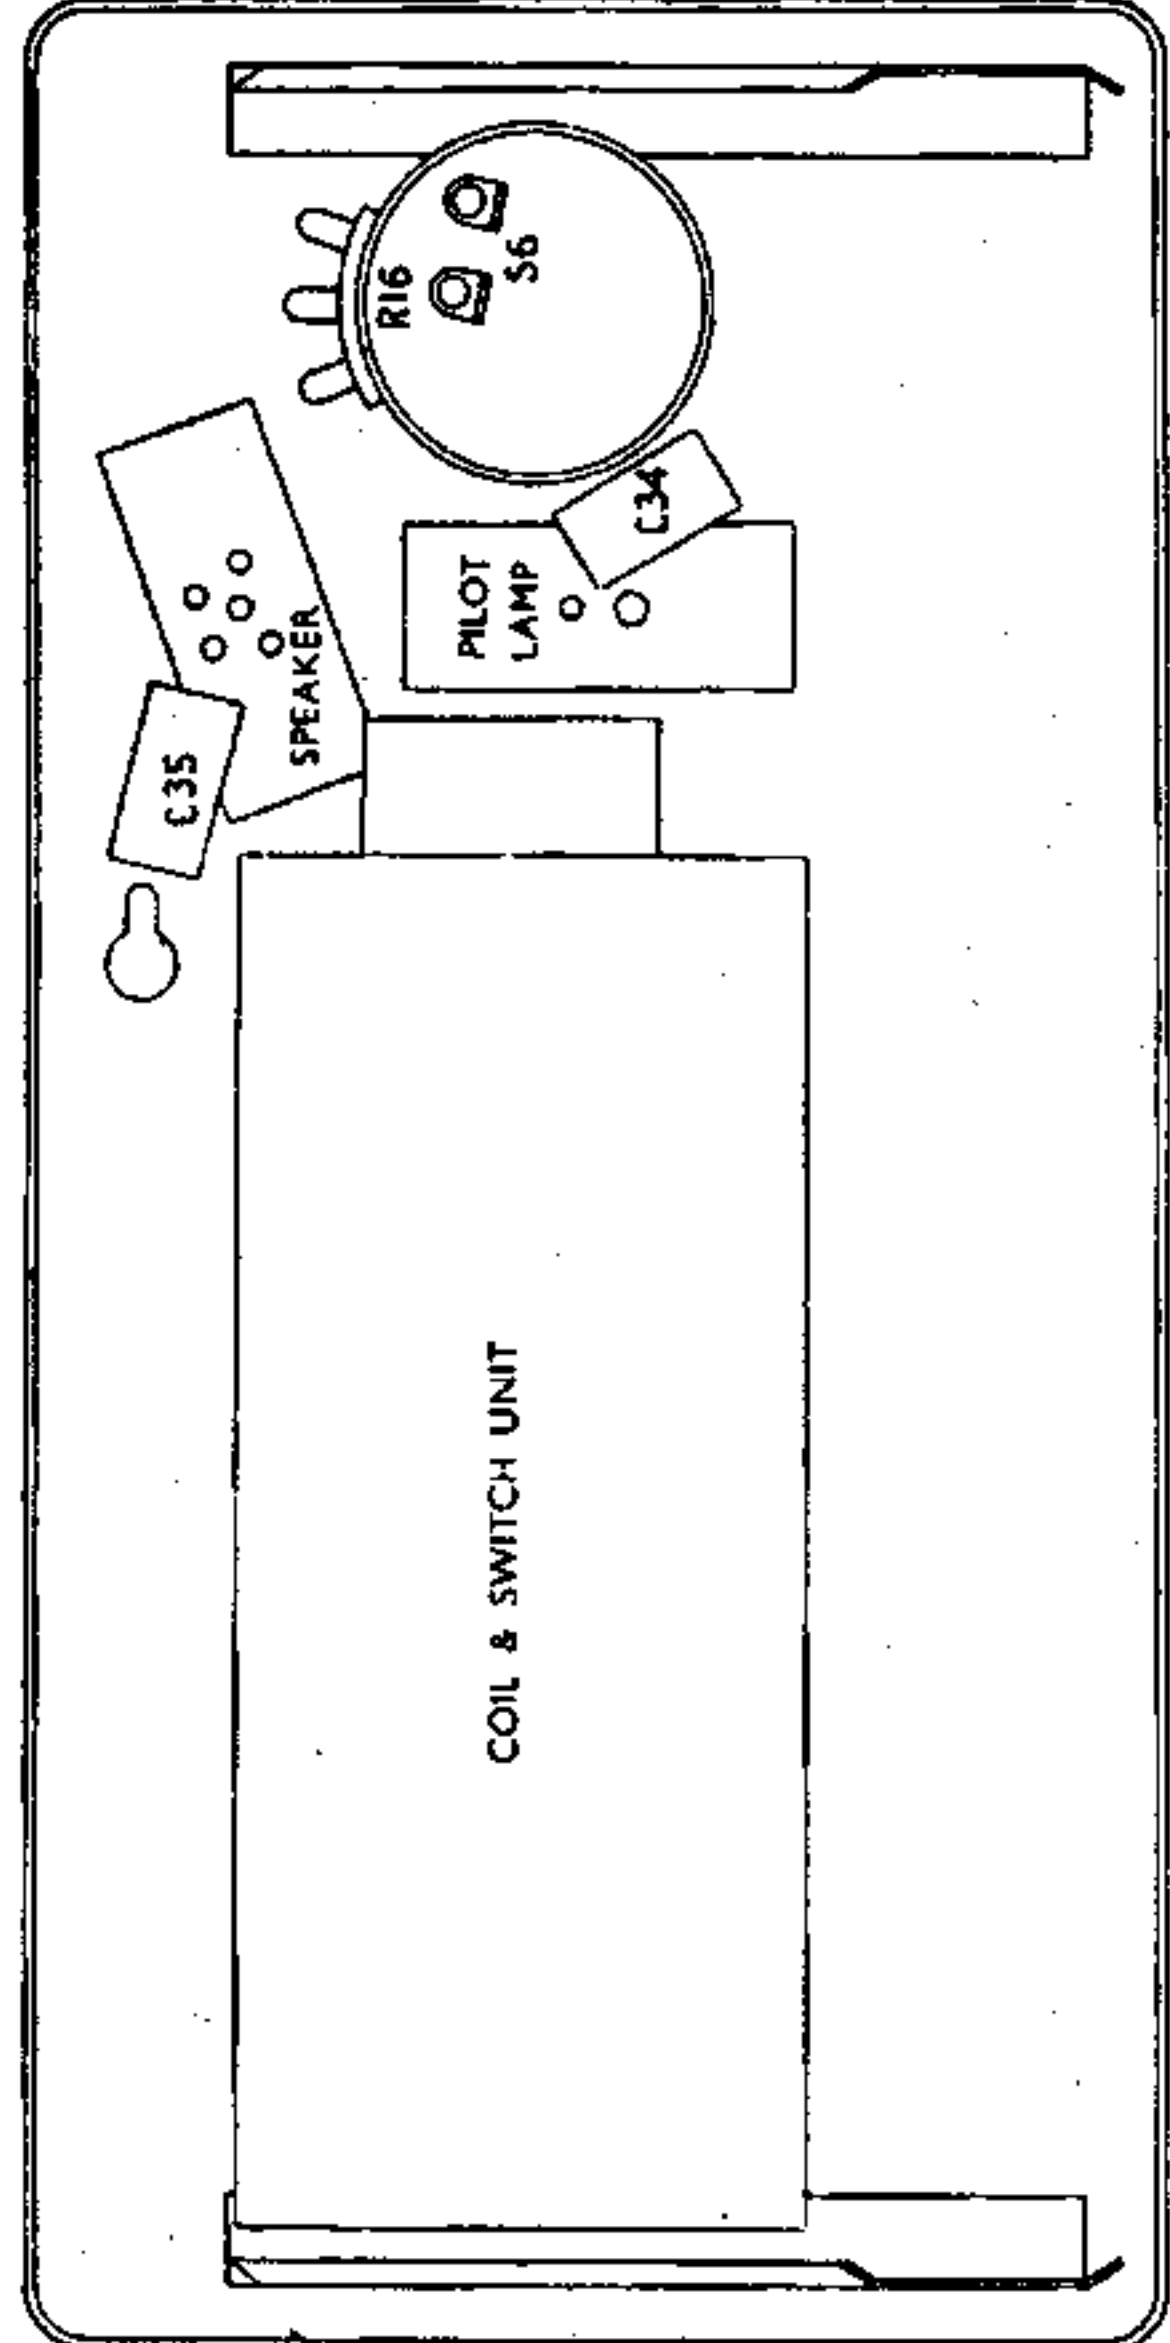 R16
S6
C34
PILOT
LAMP
SPEAKER
C35
COIL & SWITCH UNIT